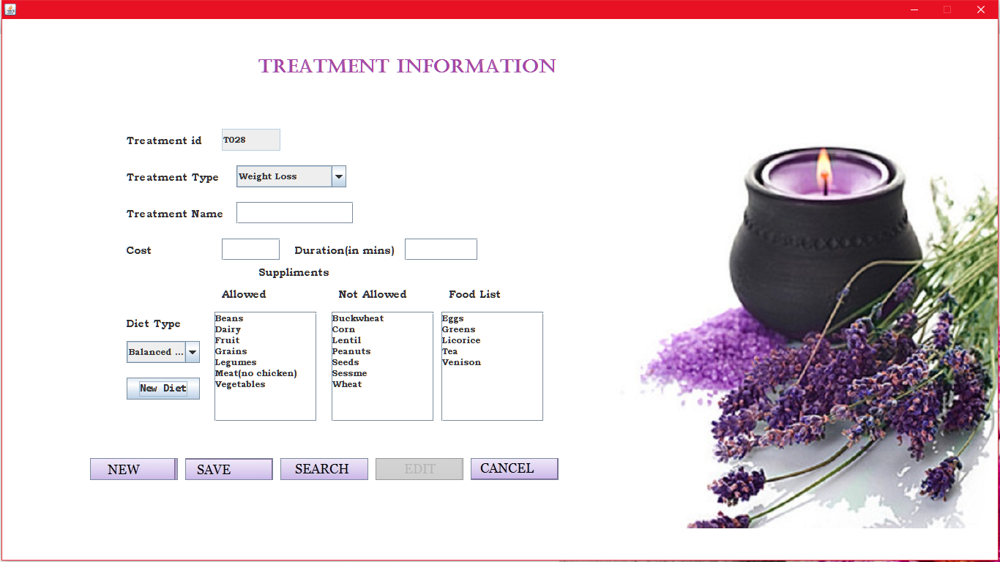 TREATMENT INFORMATION
Treatment id T028
Treatment Type Weight Loss
Treatment Name
Cost Duration(in mins)
Suppliments
Allowed Not Allowed Food List
Diet Type
Balanced ...
New Diet
Beans
Dairy
Fruit
Grains
Legumes
Meat(no chicken)
Vegetables
Buckwheat
Corn
Lentil
Peanuts
Seeds
Sessme
Wheat
Eggs
Greens
Licorice
Tea
Venison
NEW SAVE SEARCH EDIT CANCEL